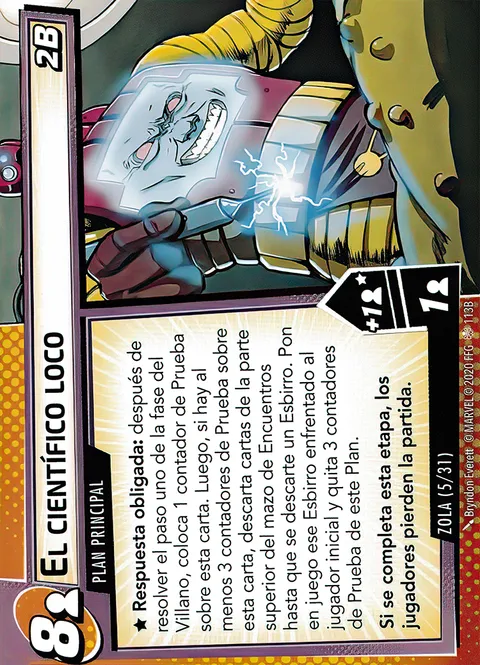 8
EL CIENTÍFICO LOCO
2B
PLAN PRINCIPAL
★ Respuesta obligada: después de
resolver el paso uno de la fase del
Villano, coloca 1 contador de Prueba
sobre esta carta. Luego, si hay al
menos 3 contadores de Prueba sobre
esta carta, descarta cartas de la parte
superior del mazo de Encuentros
hasta que se descarte un Esbirro. Pon
en juego ese Esbirro enfrentado al
jugador inicial y quita 3 contadores
de Prueba de este Plan.
Si se completa esta etapa, los
jugadores pierden la partida.
+1 ★
1
ZOLA (5/31)
Bryndon Everett © MARVEL © 2020 FFG 113B